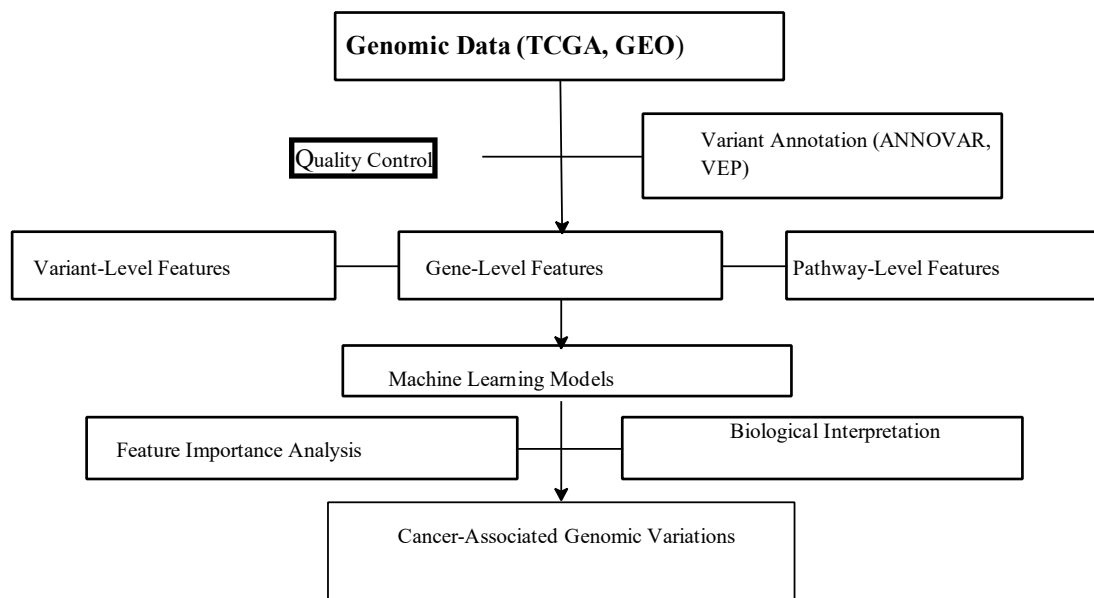 Genomic Data (TCGA, GEO)
Quality Control
Variant Annotation (ANNOVAR,
VEP)
Variant-Level Features
Gene-Level Features
Pathway-Level Features
Machine Learning Models
Feature Importance Analysis
Biological Interpretation
Cancer-Associated Genomic Variations